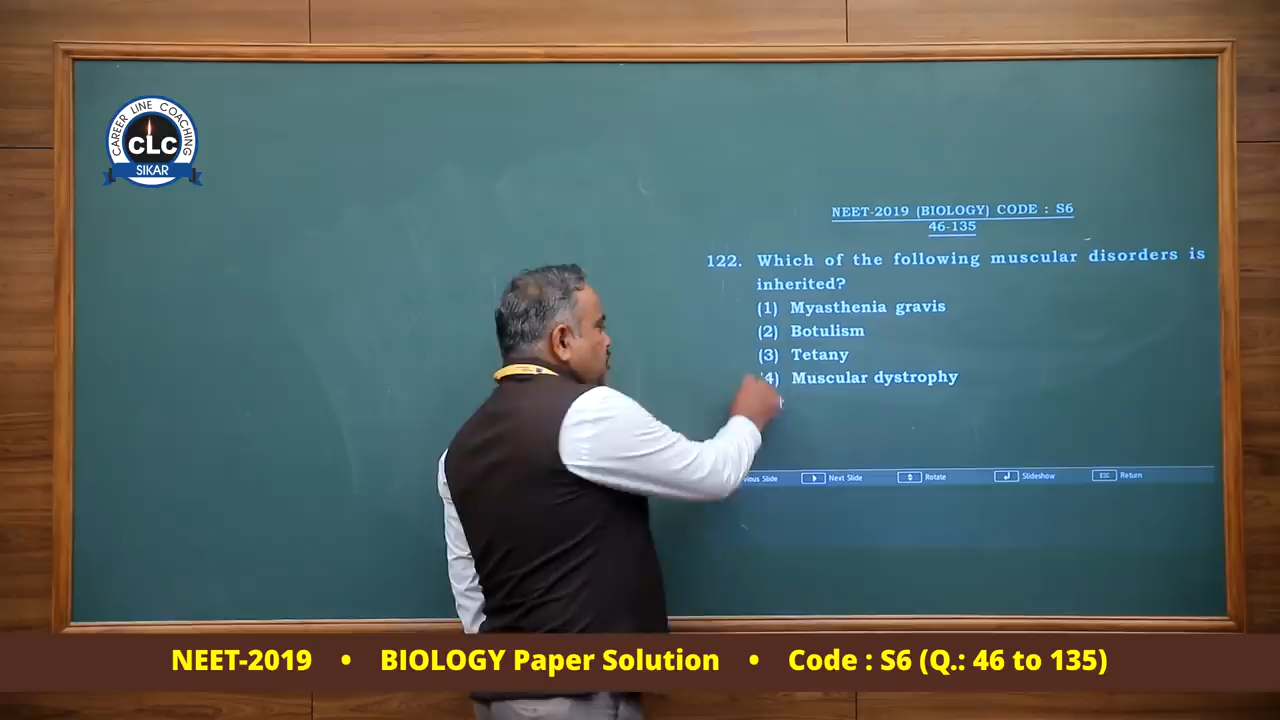 CAREER LINE COACHING
CLC
SIKAR
NEET-2019 (BIOLOGY) CODE : S6
46-135
122. Which of the following muscular disorders is
inherited?
(1) Myasthenia gravis
(2) Botulism
(3) Tetany
4) Muscular dystrophy
Slide Next Slide Rotate Slideshow ESC Return
NEET-2019 • BIOLOGY Paper Solution • Code : S6 (Q.: 46 to 135)